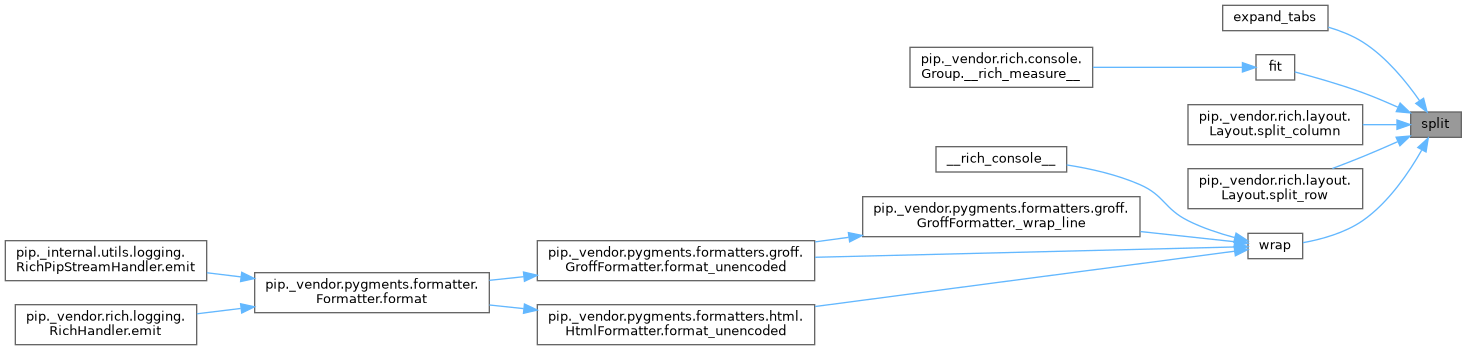 expand_tabs
pip._vendor.rich.console.
Group.__rich_measure__
fit
pip._vendor.rich.layout.
Layout.split_column
split
__rich_console__
pip._vendor.rich.layout.
Layout.split_row
pip._vendor.pygments.formatters.groff.
GroffFormatter._wrap_line
wrap
pip._internal.utils.logging.
RichPipStreamHandler.emit
pip._vendor.pygments.formatters.groff.
GroffFormatter.format_unencoded
pip._vendor.pygments.formatter.
Formatter.format
pip._vendor.rich.logging.
RichHandler.emit
pip._vendor.pygments.formatters.html.
HtmlFormatter.format_unencoded